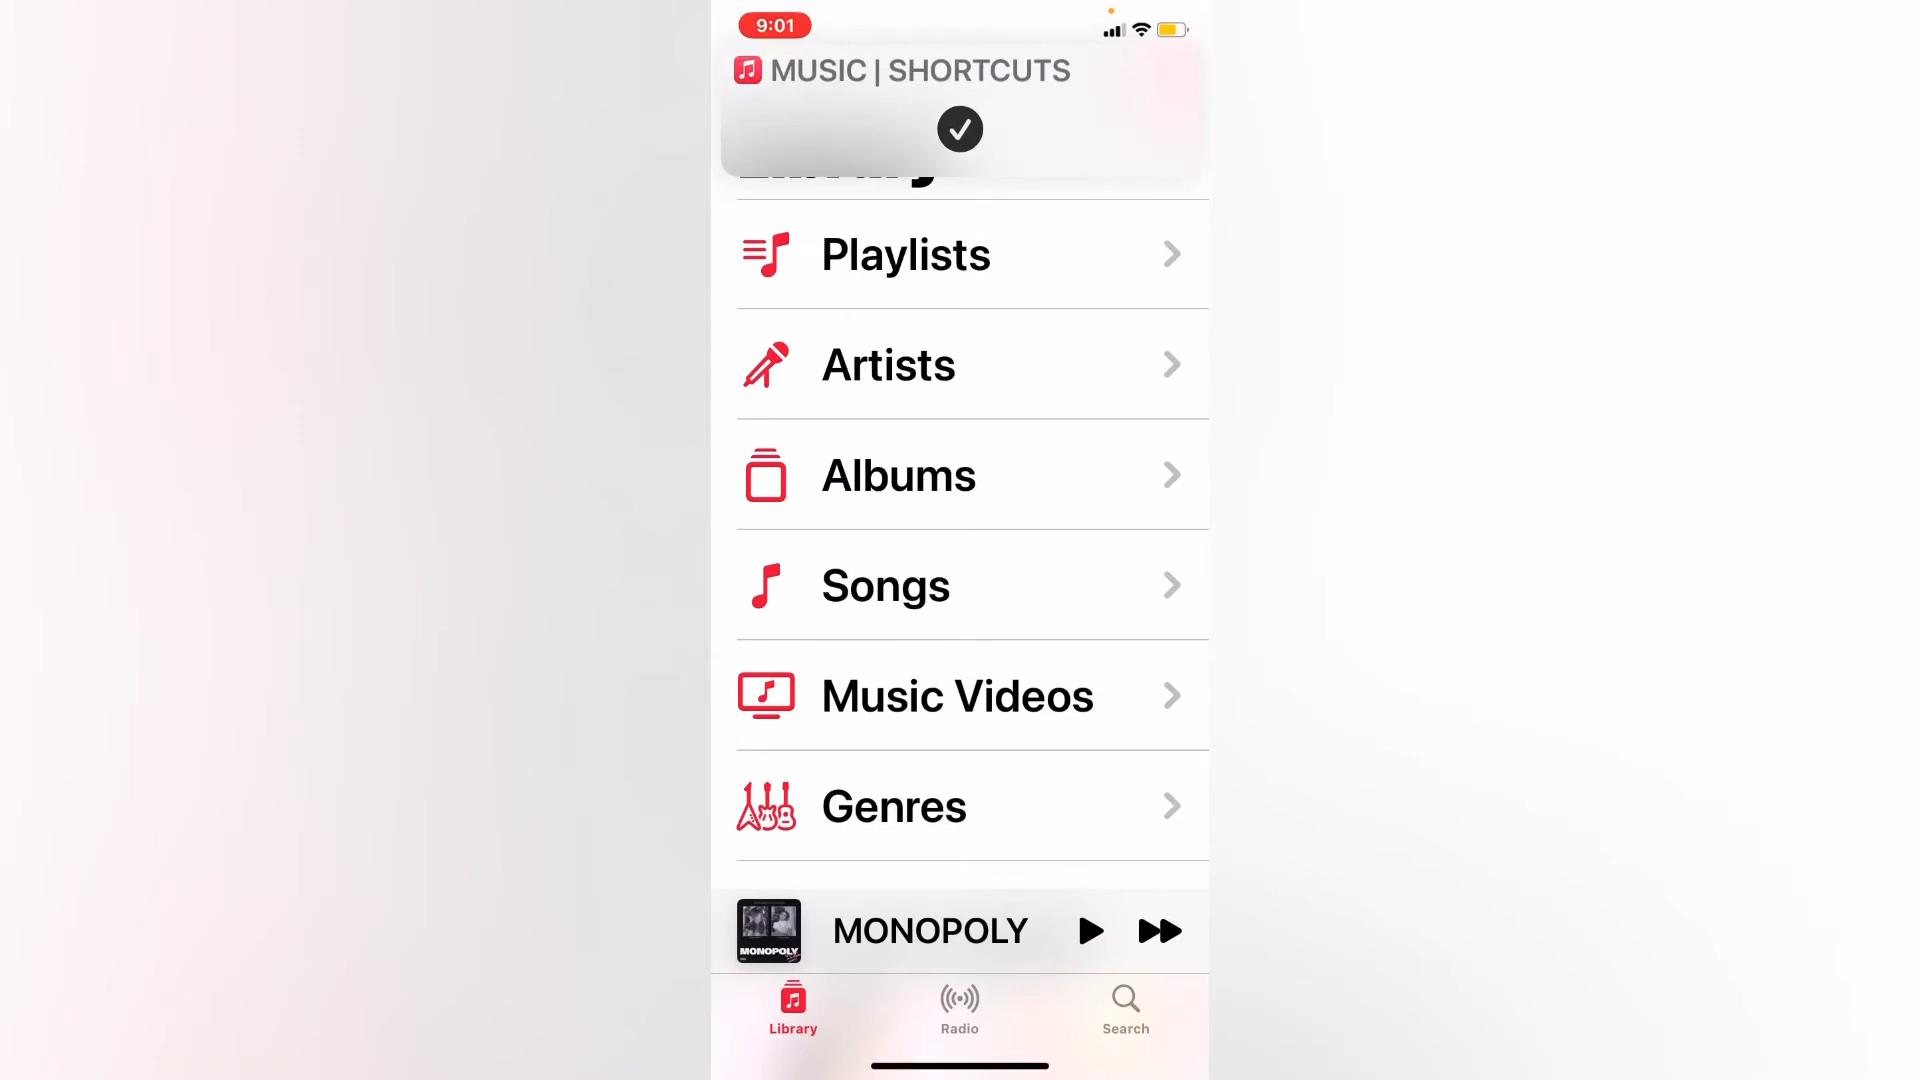 9:01
MUSIC | SHORTCUTS
Playlists
Artists
Albums
Songs
Music Videos
Genres
MONOPOLY
MONOPOLY
Library
Radio
Search